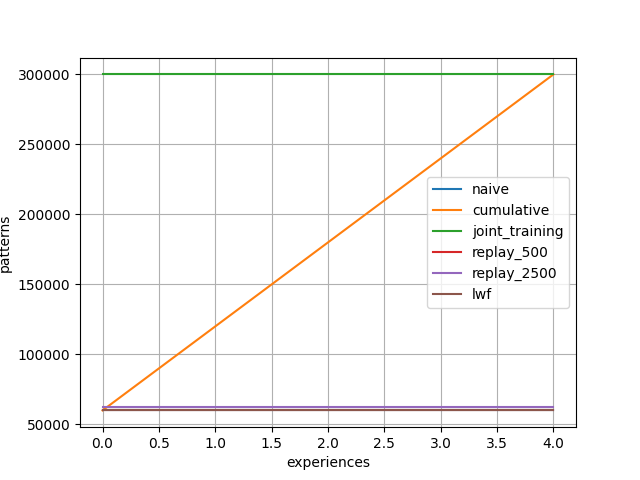 300000
250000
200000
150000
100000
50000
patterns
naive
cumulative
joint_training
replay_500
replay_2500
lwf
0.0 0.5 1.0 1.5 2.0 2.5 3.0 3.5 4.0
experiences